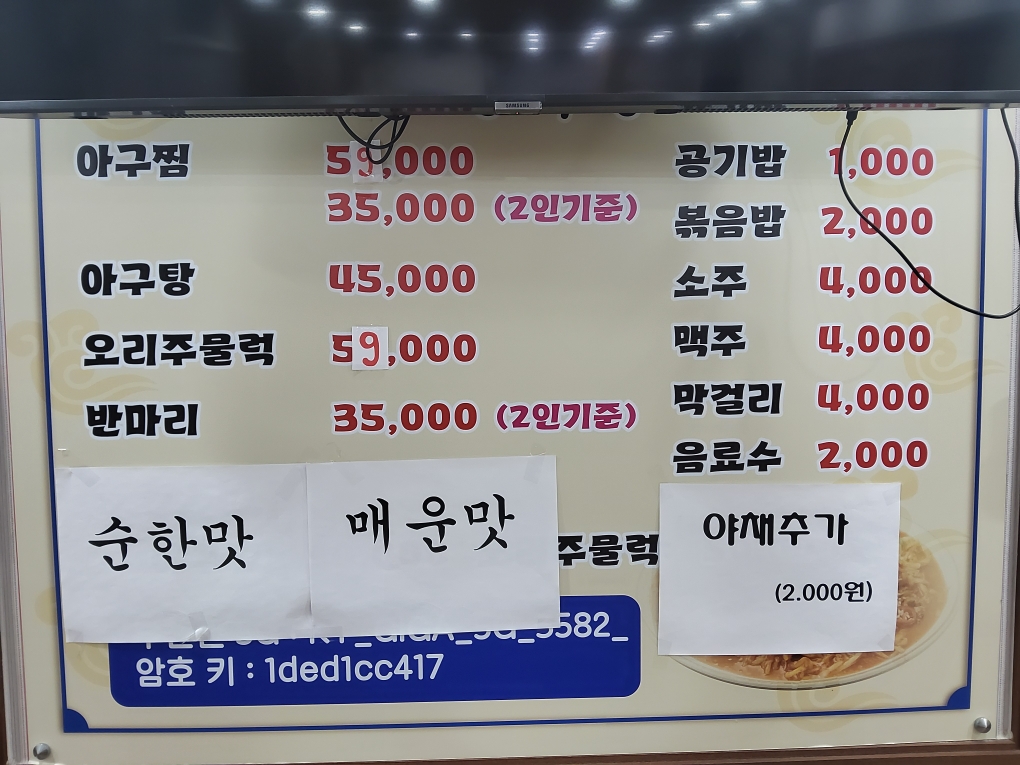 SAMSUNG
아구찜 59,000
35,000 (2인기준)
아구탕 45,000
오리주물럭 59,000
반마리 35,000 (2인기준)
공기밥 1,000
볶음밥 2,000
소주 4,000
맥주 4,000
막걸리 4,000
음료수 2,000
순한맛
매운맛
주물럭
야채추가
(2.000원)
암호 키 : 1ded1cc417